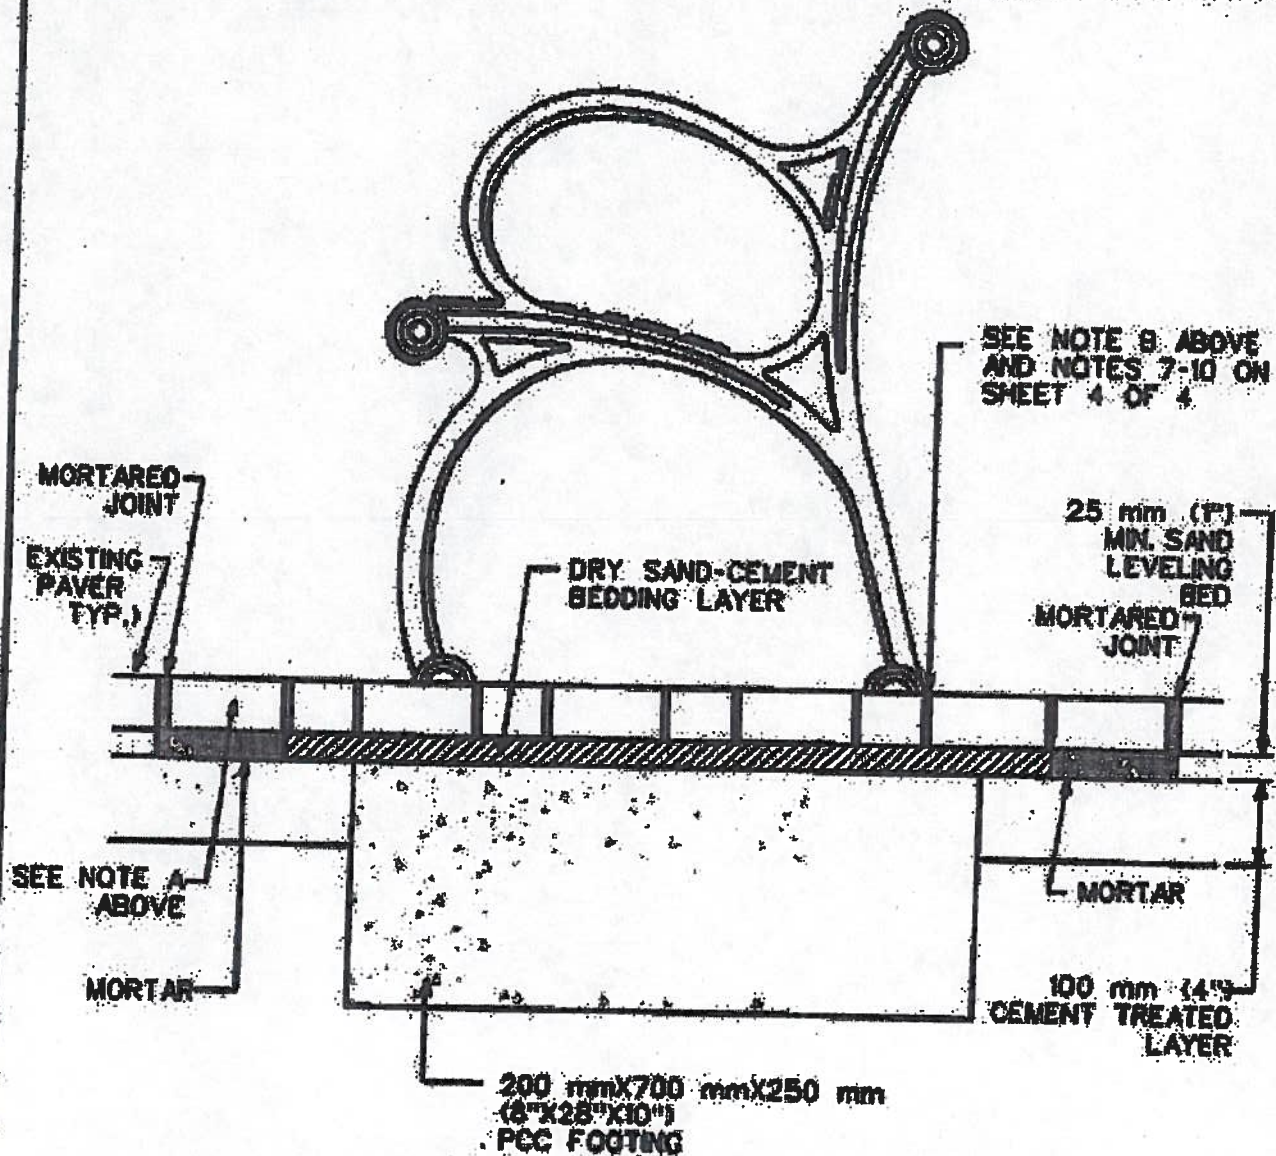 SEE NOTE B ABOVE
AND NOTES 7-10 ON
SHEET 4 OF 4
MORTARED
JOINT
EXISTING
PAVER
TYP.)
DRY SAND-CEMENT
BEDDING LAYER
25 mm (1")
MIN. SAND
LEVELING
BED
MORTARED
JOINT
SEE NOTE A
ABOVE
MORTAR
MORTAR
100 mm (4")
CEMENT TREATED
LAYER
200 mmX700 mmX250 mm
(8"X28"X10")
PCC FOOTING